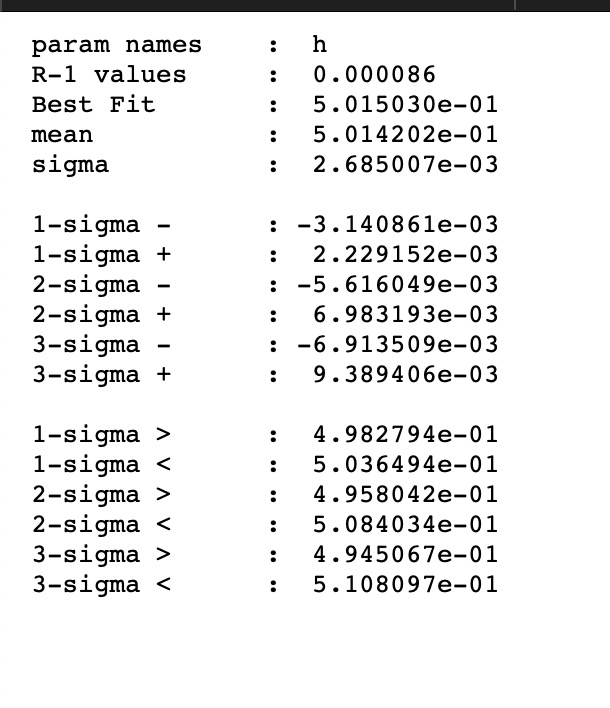 param names    :  h
R-1 values     :  0.000086
Best Fit       :  5.015030e-01
mean           :  5.014202e-01
sigma          :  2.685007e-03

1-sigma -      : -3.140861e-03
1-sigma +      :  2.229152e-03
2-sigma -      : -5.616049e-03
2-sigma +      :  6.983193e-03
3-sigma -      : -6.913509e-03
3-sigma +      :  9.389406e-03

1-sigma >      :  4.982794e-01
1-sigma <      :  5.036494e-01
2-sigma >      :  4.958042e-01
2-sigma <      :  5.084034e-01
3-sigma >      :  4.945067e-01
3-sigma <      :  5.108097e-01